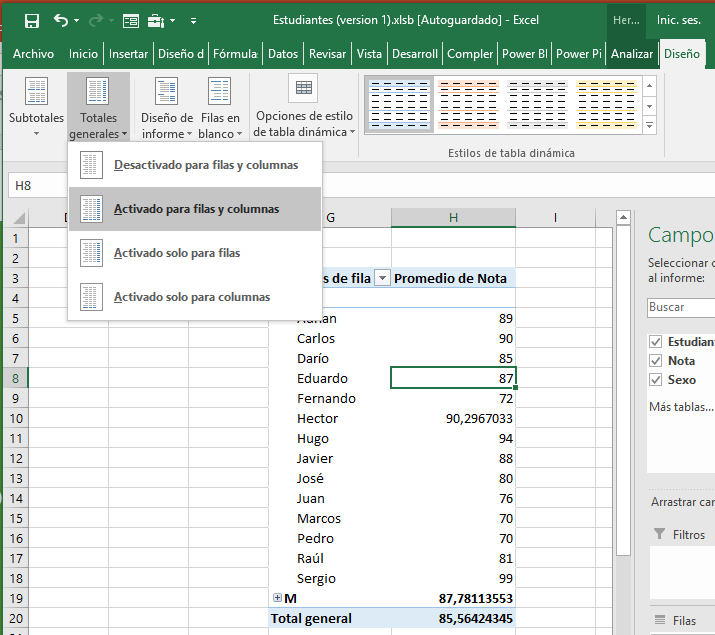 Estudiantes (version 1).xlsb [Autoguardado] - Excel
Her...
Inic. ses.
Archivo Inicio Insertar Diseño d Fórmula Datos Revisar Vista Desarroll Compler Power BI Power Pi Analizar Diseño
Subtotales
Totales generales
Diseño de informe
Filas en blanco
Opciones de estilo de tabla dinámica
Estilos de tabla dinámica
Desactivado para filas y columnas
Activado para filas y columnas
Activado solo para filas
Activado solo para columnas
H8
G H I
1
2
3 s de fila Promedio de Nota
4
5 Adrián 89
6 Carlos 90
7 Darío 85
8 Eduardo 87
9 Fernando 72
10 Hector 90,2967033
11 Hugo 94
12 Javier 88
13 José 80
14 Juan 76
15 Marcos 70
16 Pedro 70
17 Raúl 81
18 Sergio 99
19 M 87,78113553
20 Total general 85,56424345
Campo
Seleccionar
al informe:
Buscar
Estudian
Nota
Sexo
Más tablas...
Arrastrar ca
Filtros
Filas